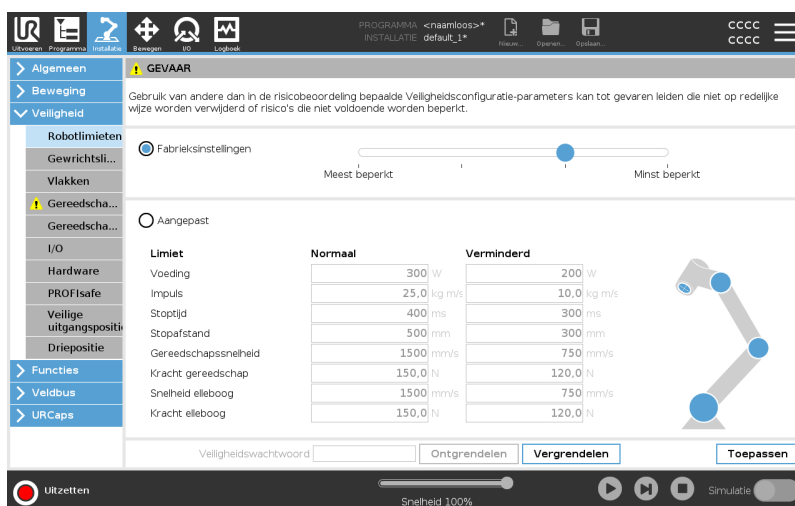 PROGRAMMA <naamloos>*
INSTALLATIE default_1*
Uitvoeren Programma Installatie Bewegen I/O Logboek
Nieuw... Openen... Opslaan...
CCCC
CCCC
Algemeen
Beweging
Veiligheid
Robotlimieten
Gewrichtsli...
Vlakken
Gereedscha...
Gereedscha...
I/O
Hardware
PROFIsafe
Veilige
uitgangspositi
Driepositie
Functies
Veldbus
URCaps
GEVAAR
Gebruik van andere dan in de risicobeoordeling bepaalde Veiligheidsconfiguratie-parameters kan tot gevaren leiden die niet op redelijke
wijze worden verwijderd of risico's die niet voldoende worden beperkt.
Fabrieksinstellingen
Meest beperkt Minst beperkt
Aangepast
Limiet Normaal Verminderd
Voeding 300 W 200 W
Impuls 25,0 kg m/s 10,0 kg m/s
Stoptijd 400 ms 300 ms
Stopafstand 500 mm 300 mm
Gereedschapssnelheid 1500 mm/s 750 mm/s
Kracht gereedschap 150,0 N 120,0 N
Snelheid elleboog 1500 mm/s 750 mm/s
Kracht elleboog 150,0 N 120,0 N
Veiligheidswachtwoord Ontgrendelen Vergrendelen Toepassen
Uitzetten
Snelheid 100%
Simulatie